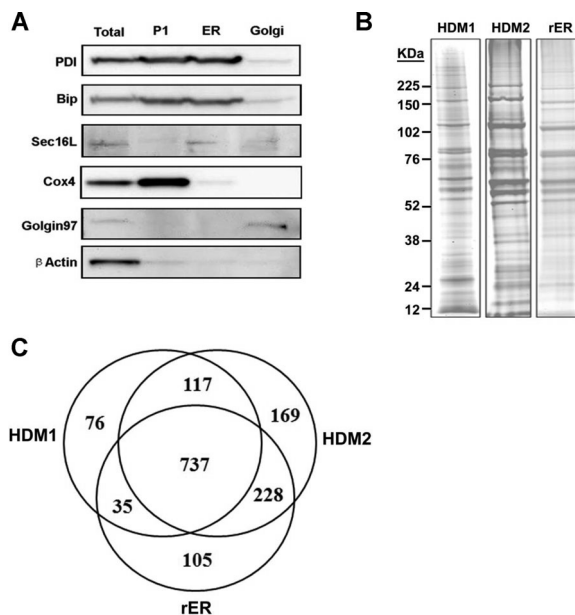 A
Total P1 ER Golgi
PDI
Bip
Sec16L
Cox4
Golgin97
β Actin
B
HDM1 HDM2 rER
KDa
225
150
102
76
52
38
24
12
C
117
76
169
HDM1
HDM2
737
35
228
105
rER